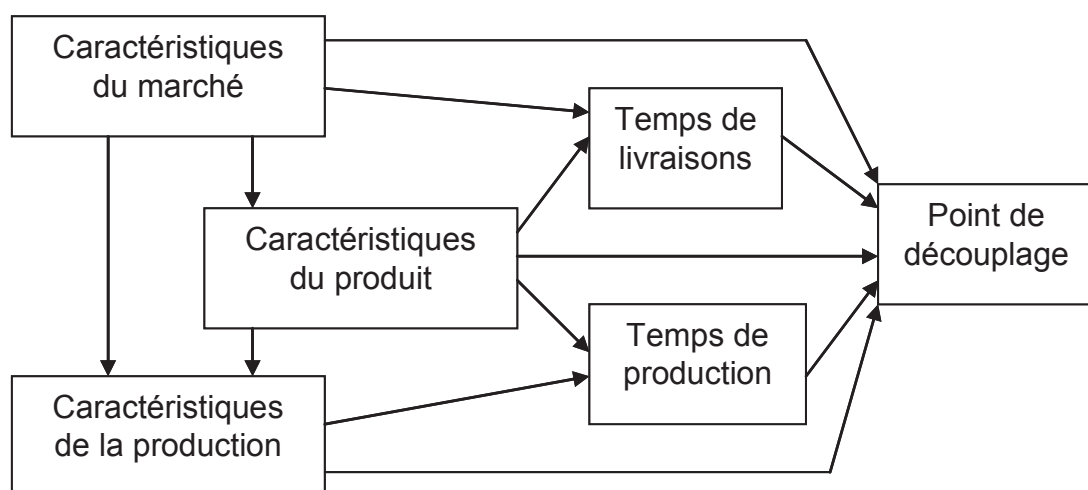 Caractéristiques
du marché
Temps de
livraisons
Caractéristiques
du produit
Point de
découplage
Temps de
production
Caractéristiques
de la production